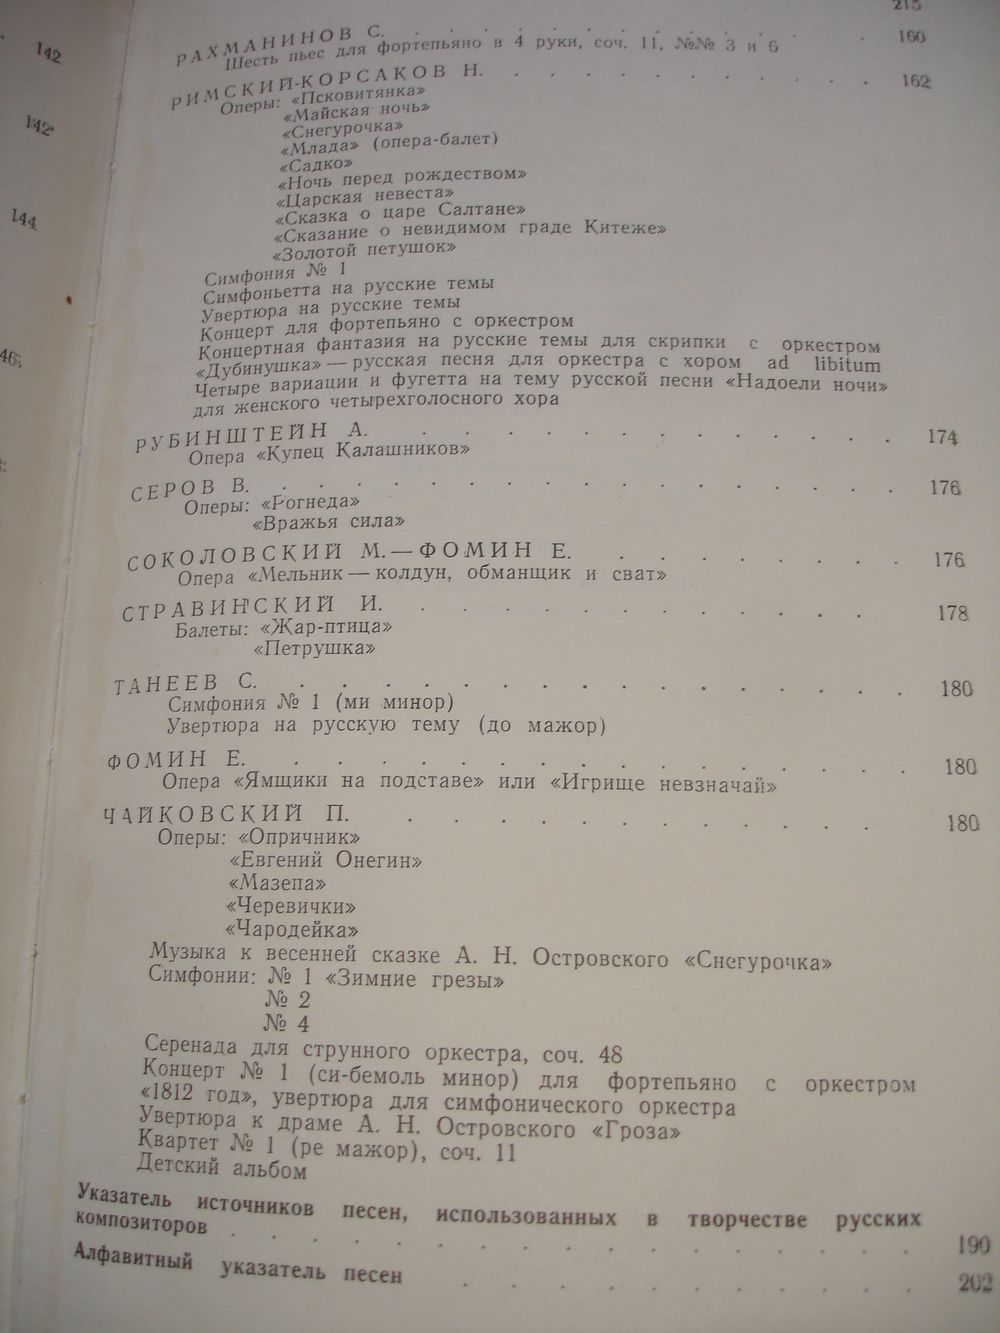 215
РАХМАНИНОВ С. . . . . . . . . . 160
Шесть пьес для фортепьяно в 4 руки, соч. 11, №№ 3 и 6
РИМСКИЙ-КОРСАКОВ Н. . . . . . . . . 162
Оперы: «Псковитянка»
«Майская ночь»
«Снегурочка»
«Млада» (опера-балет)
«Садко»
«Ночь перед рождеством»
«Царская невеста»
«Сказка о царе Салтане»
«Сказание о невидимом граде Китеже»
«Золотой петушок»
Симфония № 1
Симфоньетта на русские темы
Увертюра на русские темы
Концерт для фортепьяно с оркестром
Концертная фантазия на русские темы для скрипки с оркестром
«Дубинушка» — русская песня для оркестра с хором ad libitum
Четыре вариации и фугетта на тему русской песни «Надоели ночи»
для женского четырехголосного хора
РУБИНШТЕЙН А. . . . . . . . . . 174
Опера «Купец Калашников»
СЕРОВ В. . . . . . . . . . . . 176
Оперы: «Рогнеда»
«Вражья сила»
СОКОЛОВСКИЙ М. — ФОМИН Е. . . . . . . 176
Опера «Мельник — колдун, обманщик и сват»
СТРАВИНСКИЙ И. . . . . . . . . . 178
Балеты: «Жар-птица»
«Петрушка»
ТАНЕЕВ С. . . . . . . . . . . . 180
Симфония № 1 (ми минор)
Увертюра на русскую тему (до мажор)
ФОМИН Е. . . . . . . . . . . . 180
Опера «Ямщики на подставе» или «Игрище невзначай»
ЧАЙКОВСКИЙ П. . . . . . . . . . 180
Оперы: «Опричник»
«Евгений Онегин»
«Мазепа»
«Черевички»
«Чародейка»
Музыка к весенней сказке А. Н. Островского «Снегурочка»
Симфонии: № 1 «Зимние грезы»
№ 2
№ 4
Серенада для струнного оркестра, соч. 48
Концерт № 1 (си-бемоль минор) для фортепьяно с оркестром
«1812 год», увертюра для симфонического оркестра
Увертюра к драме А. Н. Островского «Гроза»
Квартет № 1 (ре мажор), соч. 11
Детский альбом
Указатель источников песен, использованных в творчестве русских
композиторов . . . . . . . . . . . . 190
Алфавитный указатель песен . . . . . . . . . 202
142
142
144
46